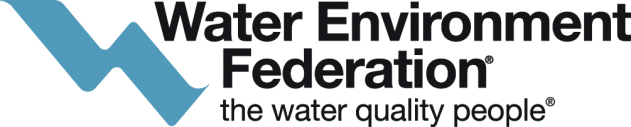 Water Environment
Federation®
the water quality people®